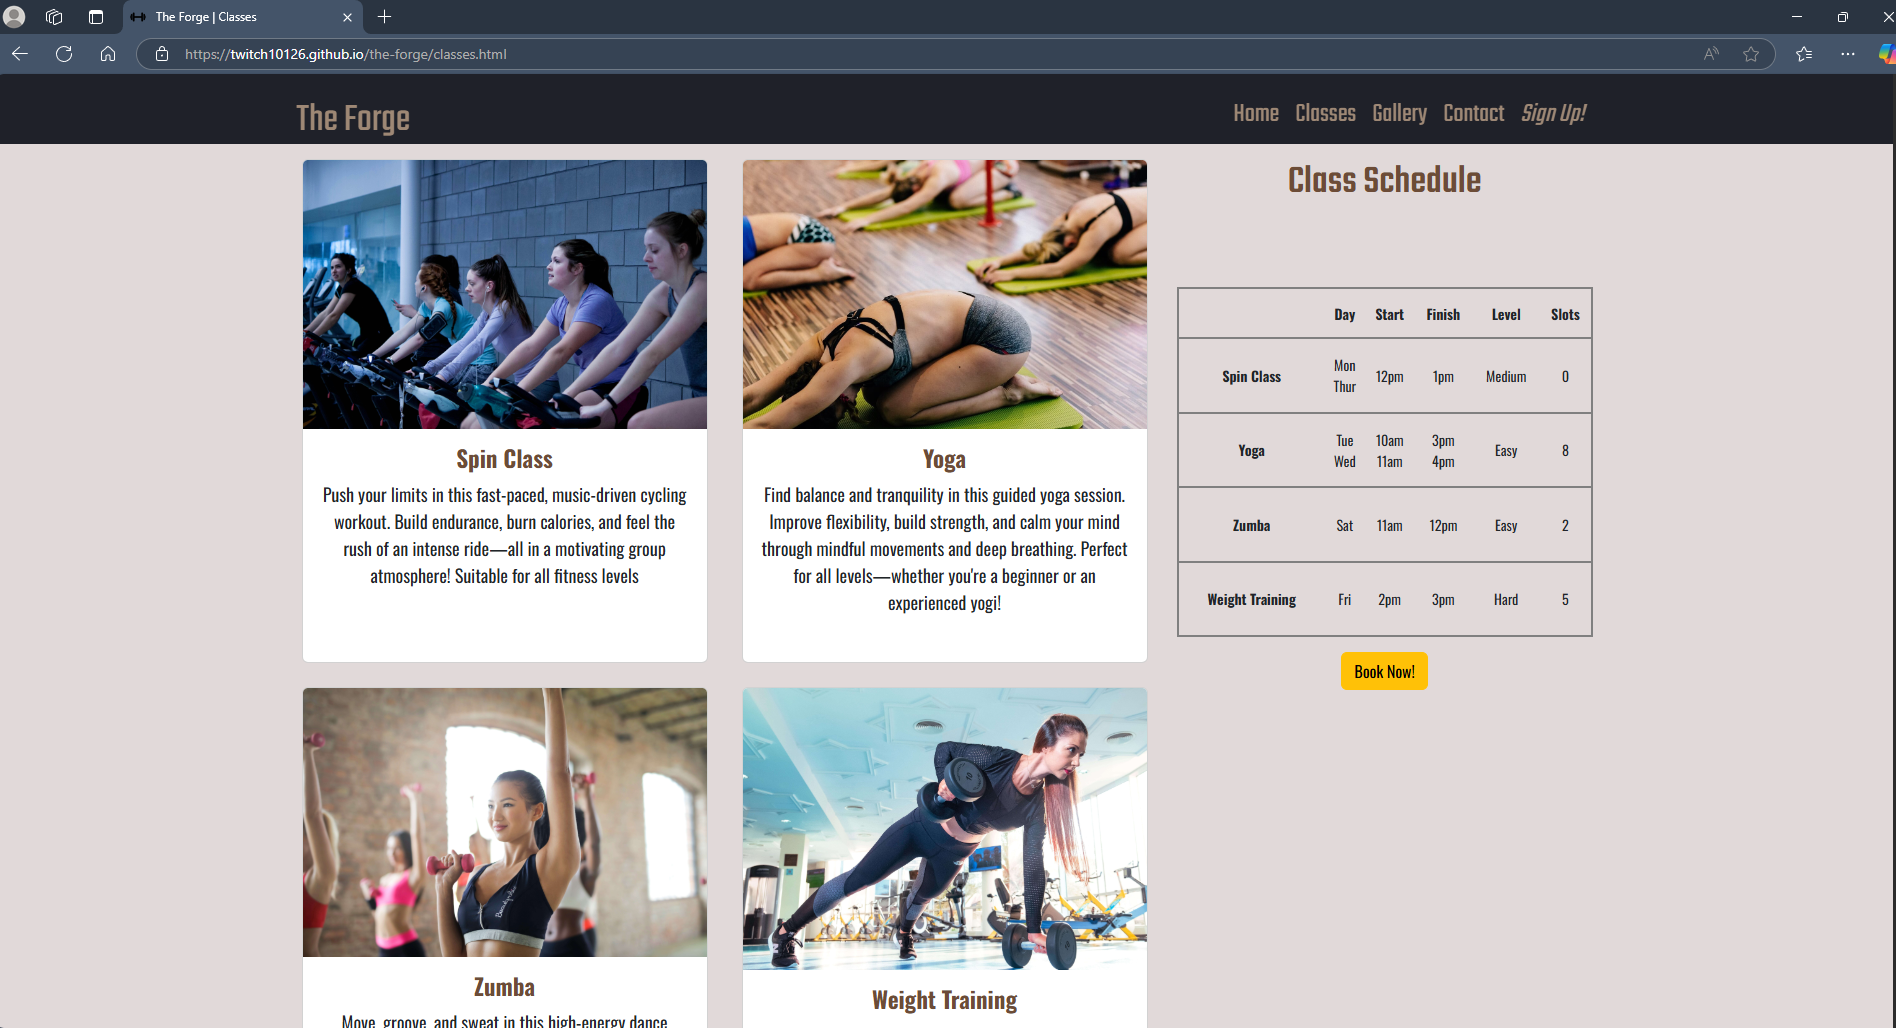 The Forge | Classes
https://twitch10126.github.io/the-forge/classes.html
The Forge
Home Classes Gallery Contact Sign Up!
Spin Class
Push your limits in this fast-paced, music-driven cycling
workout. Build endurance, burn calories, and feel the
rush of an intense ride—all in a motivating group
atmosphere! Suitable for all fitness levels
Yoga
Find balance and tranquility in this guided yoga session.
Improve flexibility, build strength, and calm your mind
through mindful movements and deep breathing. Perfect
for all levels—whether you're a beginner or an
experienced yogi!
Zumba
Move, groove, and sweat in this high-energy dance
Weight Training
Class Schedule
Day Start Finish Level Slots
Spin Class Mon Thur 12pm 1pm Medium 0
Yoga Tue Wed 10am 11am 3pm 4pm Easy 8
Zumba Sat 11am 12pm Easy 2
Weight Training Fri 2pm 3pm Hard 5
Book Now!